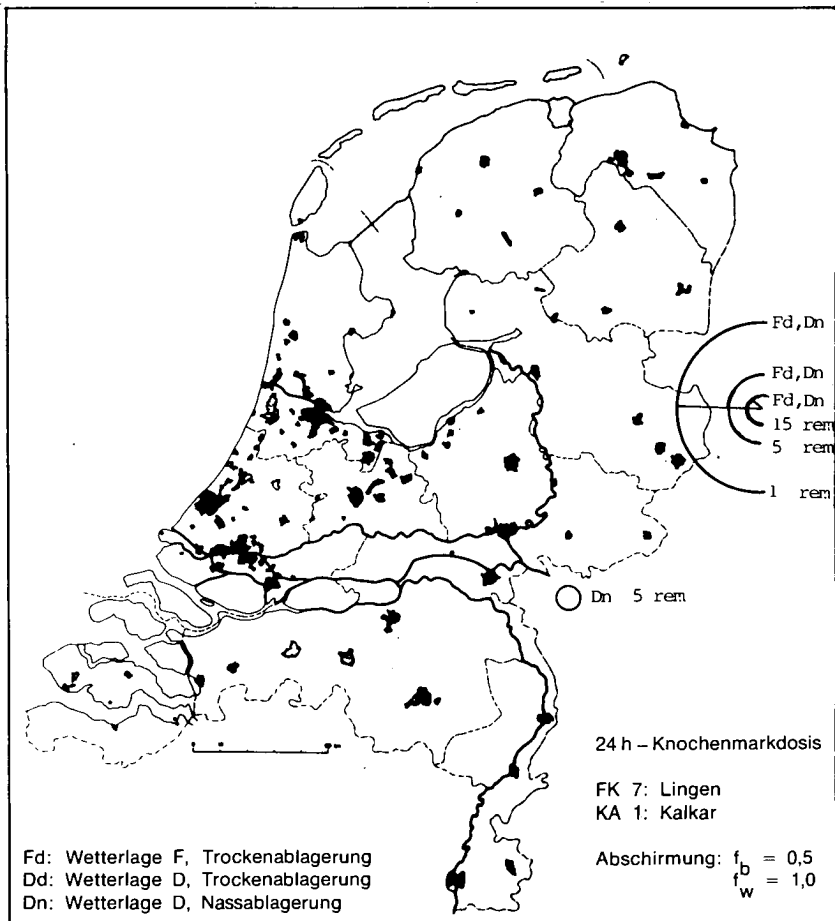 Fd,Dn
Fd,Dn
Fd,Dn
15 rem
5 rem
1 rem
Dn 5 rem
24 h – Knochenmarkdosis
FK 7: Lingen
KA 1: Kalkar
Abschirmung: f_b = 0,5
f_w = 1,0
Fd: Wetterlage F, Trockenablagerung
Dd: Wetterlage D, Trockenablagerung
Dn: Wetterlage D, Nassablagerung